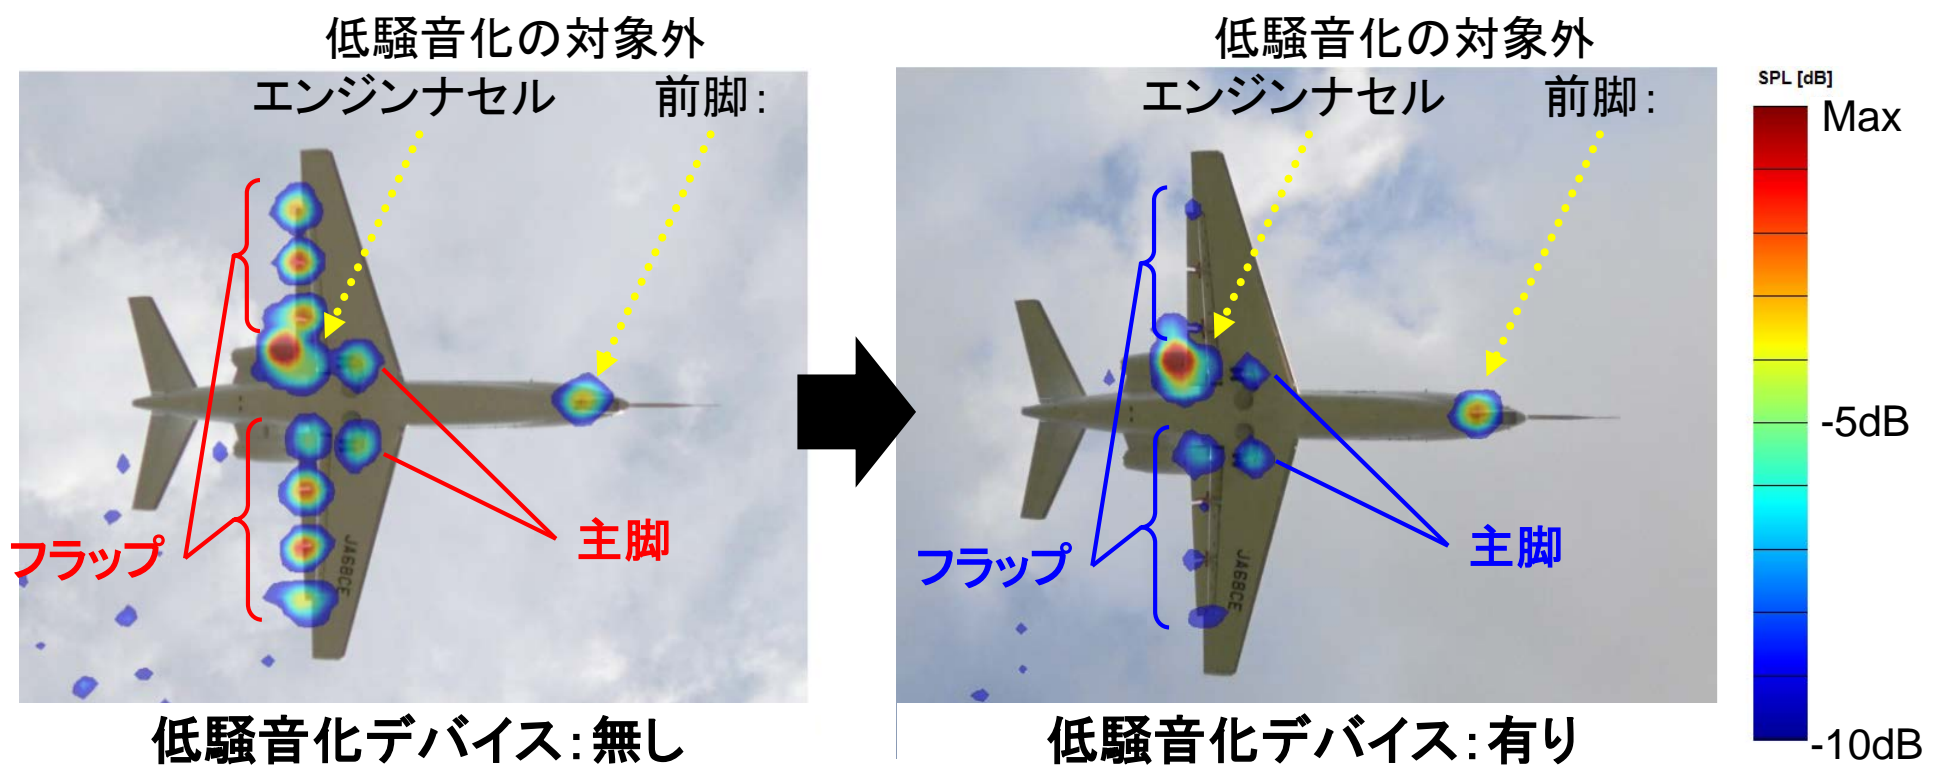 低騒音化の対象外
エンジンナセル 前脚：
フラップ
主脚
JA68CE
低騒音化デバイス：無し
低騒音化の対象外
エンジンナセル 前脚：
フラップ
主脚
JA68CE
低騒音化デバイス：有り
SPL [dB]
Max
-5dB
-10dB